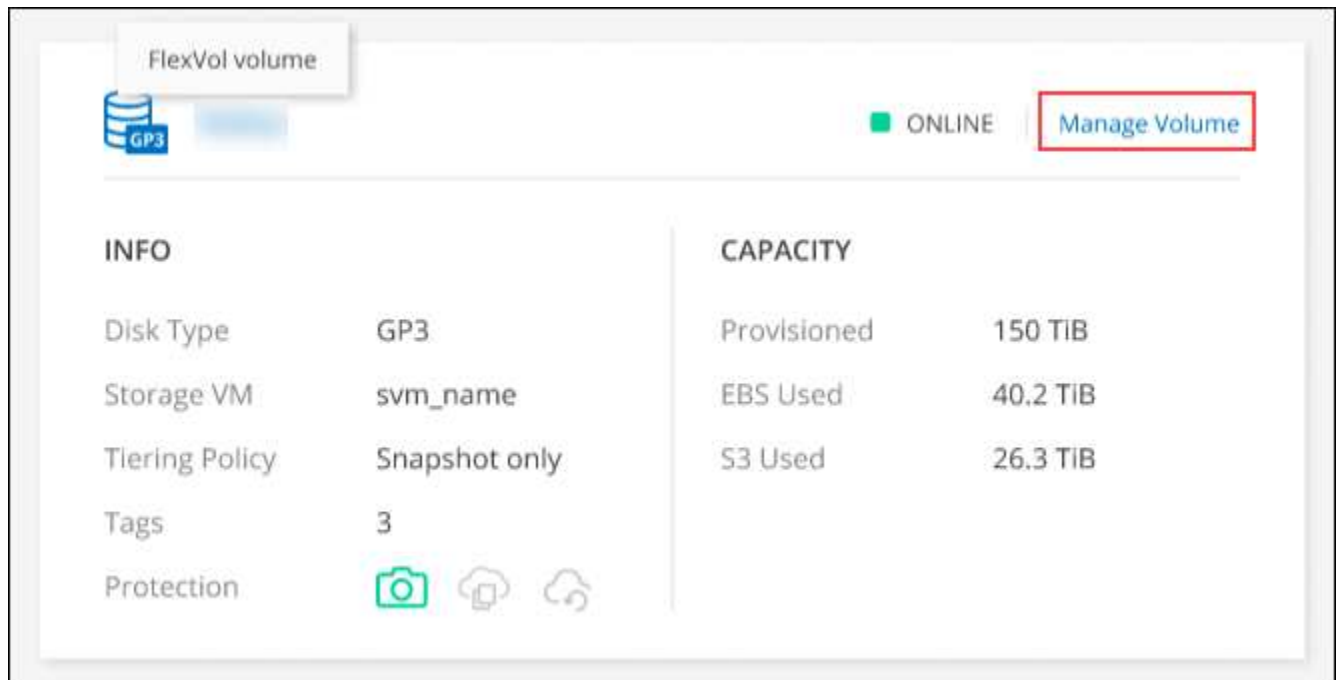 FlexVol volume
GP3
ONLINE
Manage Volume
INFO
Disk Type GP3
Storage VM svm_name
Tiering Policy Snapshot only
Tags 3
Protection
CAPACITY
Provisioned 150 TiB
EBS Used 40.2 TiB
S3 Used 26.3 TiB